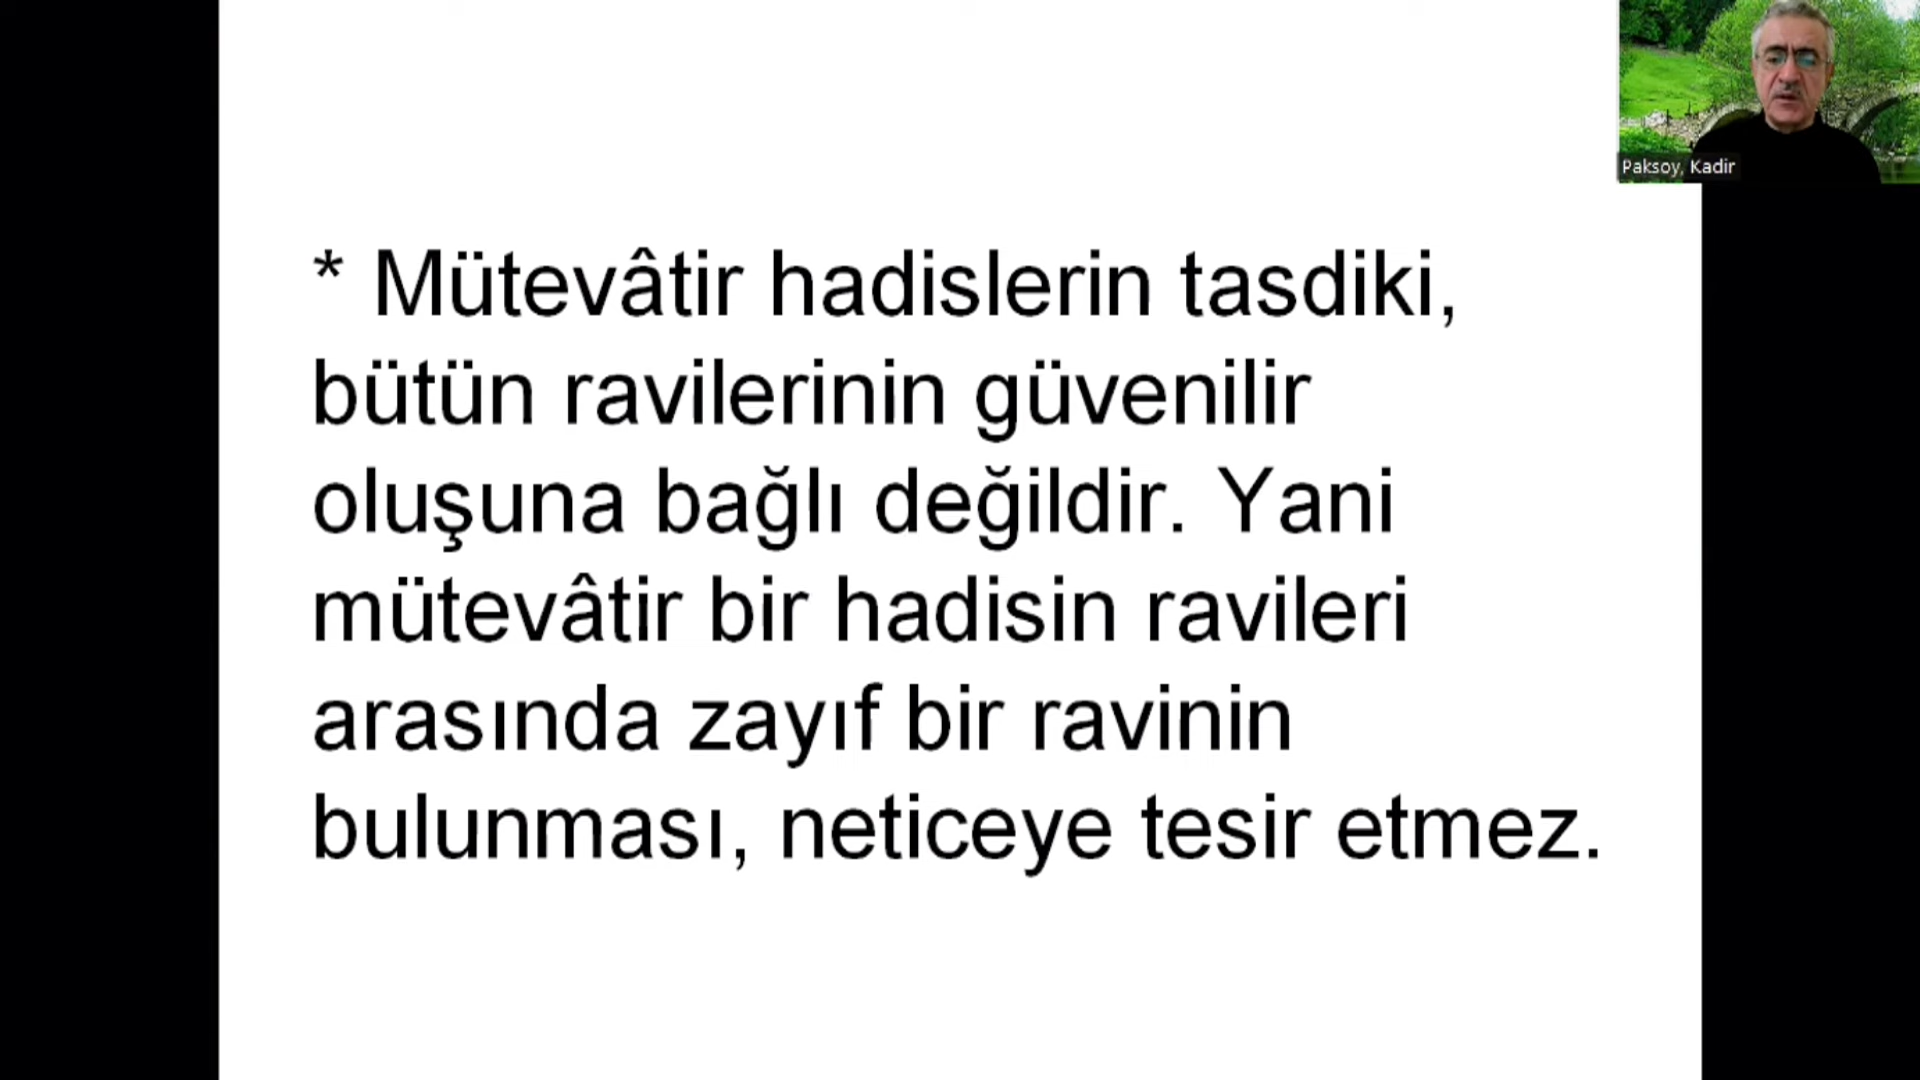 * Mütevâtir hadislerin tasdiki,
bütün ravilerinin güvenilir
oluşuna bağlı değildir. Yani
mütevâtir bir hadisin ravileri
arasında zayıf bir ravinin
bulunması, neticeye tesir etmez.
Paksoy, Kadir